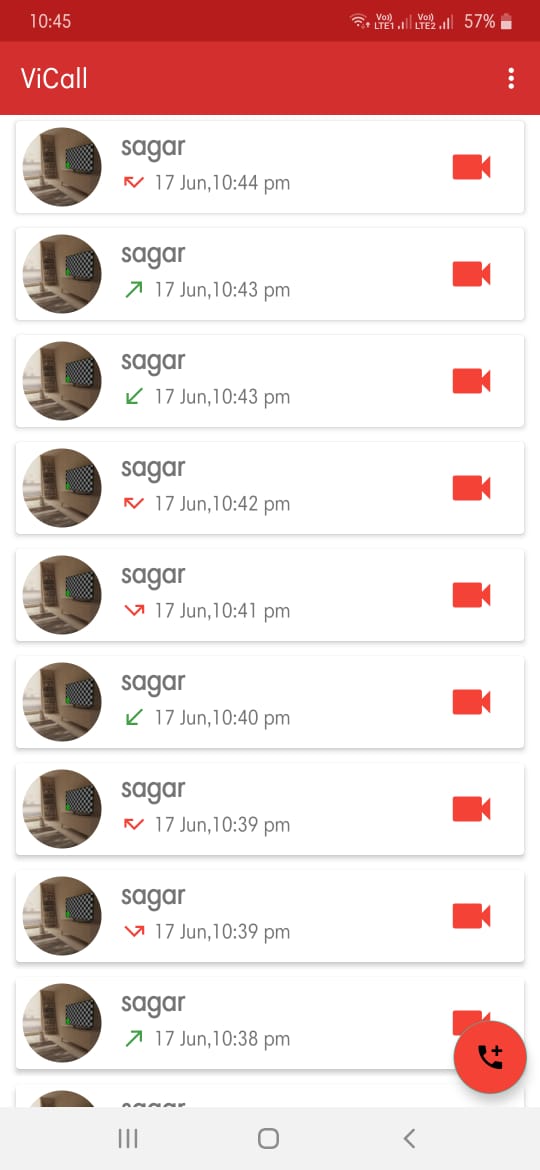 10:45
Vo)) LTE1 Vo)) LTE2 57%
ViCall
sagar
17 Jun,10:44 pm
sagar
17 Jun,10:43 pm
sagar
17 Jun,10:43 pm
sagar
17 Jun,10:42 pm
sagar
17 Jun,10:41 pm
sagar
17 Jun,10:40 pm
sagar
17 Jun,10:39 pm
sagar
17 Jun,10:39 pm
sagar
17 Jun,10:38 pm